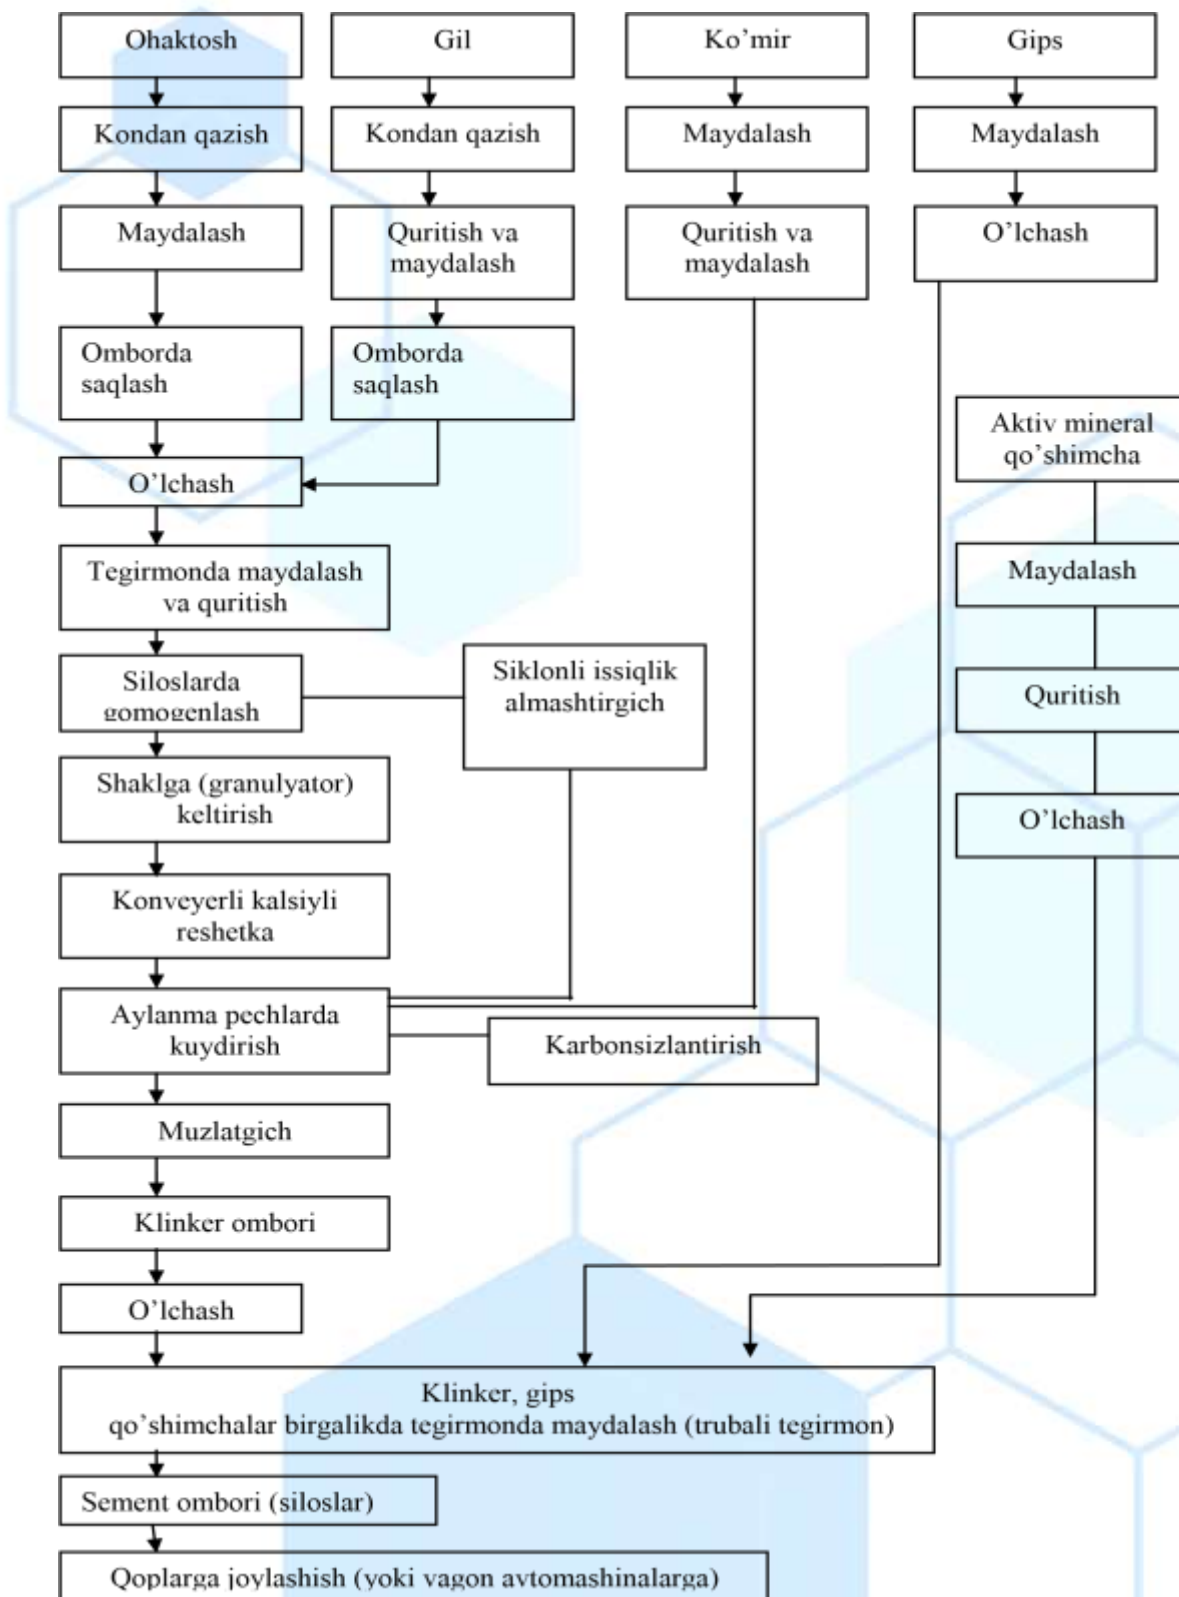 Ohaktosh
Gil
Ko’mir
Gips
Kondan qazish
Kondan qazish
Maydalash
Maydalash
Maydalash
Quritish va
maydalash
Quritish va
maydalash
O’lchash
Omborda
saqlash
Omborda
saqlash
Aktiv mineral
qo’shimcha
O’lchash
Tegirmonda maydalash
va quritish
Maydalash
Siloslarda
gomogenlash
Siklonli issiqlik
almashtirgich
Quritish
Shaklga (granulyator)
keltirish
O’lchash
Konveyerli kalsiyli
reshetka
Aylanma pechlarda
kuydirish
Karbonsizlantirish
Muzlatgich
Klinker ombori
O’lchash
Klinker, gips
qo’shimchalar birgalikda tegirmonda maydalash (trubali tegirmon)
Sement ombori (siloslar)
Qoplarga joylashish (yoki vagon avtomashinalarga)